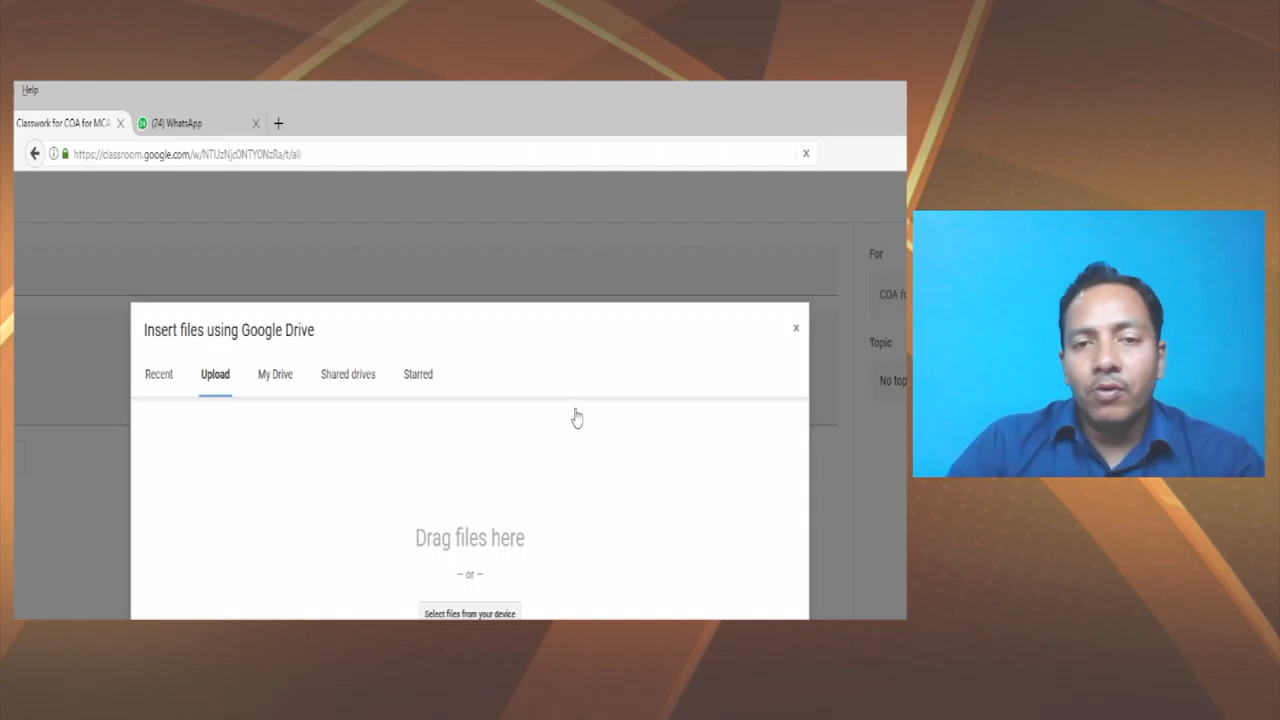 Help
Classwork for COA for MCA
(74) WhatsApp
https://classroom.google.com/w/NTUzNjc0NTY0NzRa/t/all
For
COA fo
Insert files using Google Drive
Topic
Recent Upload My Drive Shared drives Starred
No top
Drag files here
— or —
Select files from your device